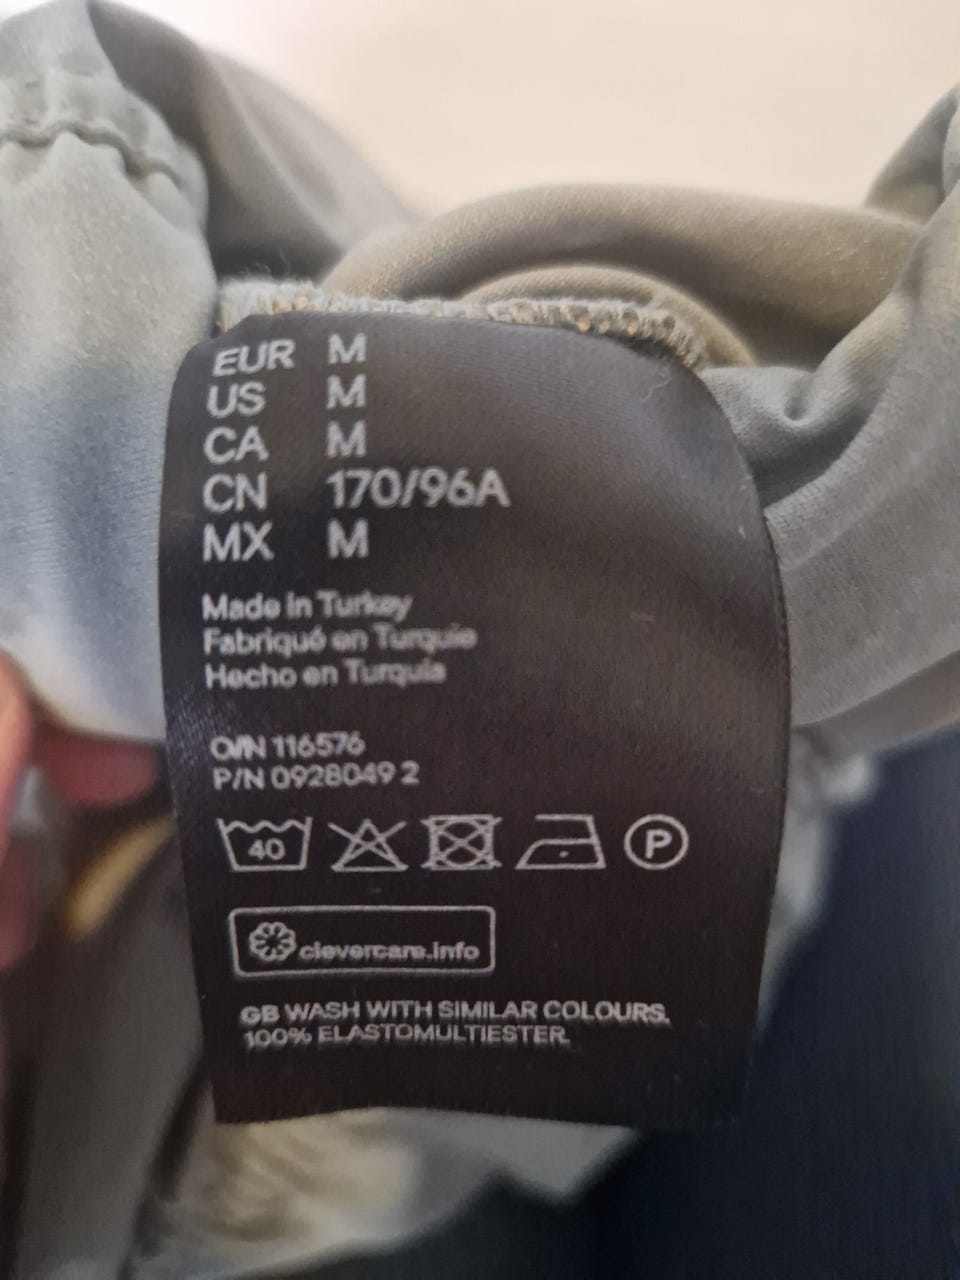 EUR M
US M
CA M
CN 170/96A
MX M
Made in Turkey
Fabriqué en Turquie
Hecho en Turquía
O/N 116576
P/N 0928049 2
40 P
clevercare.info
GB WASH WITH SIMILAR COLOURS.
100% ELASTOMULTIESTER.